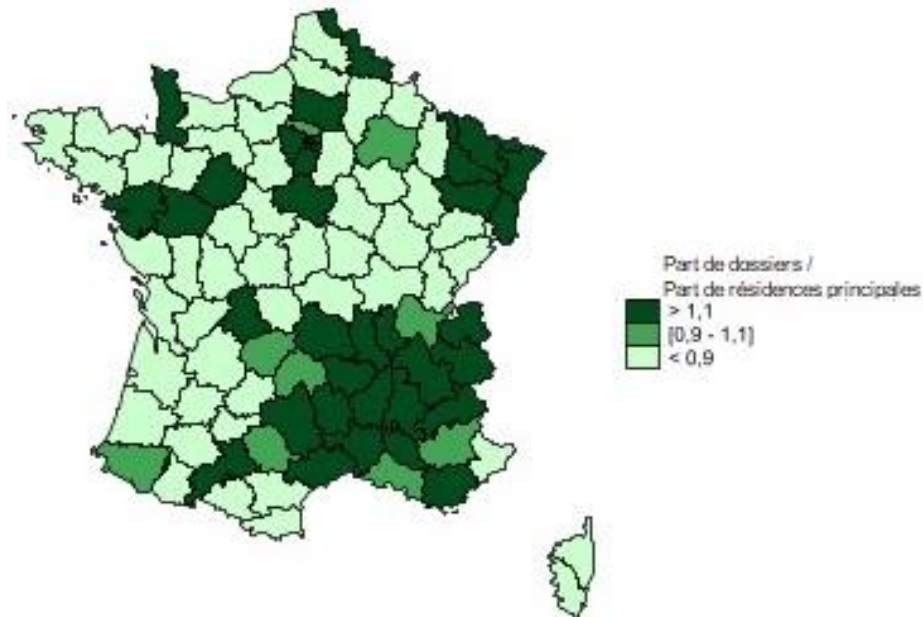 Part de dossiers /
Part de résidences principales
> 1,1
[0,9 - 1,1]
< 0,9